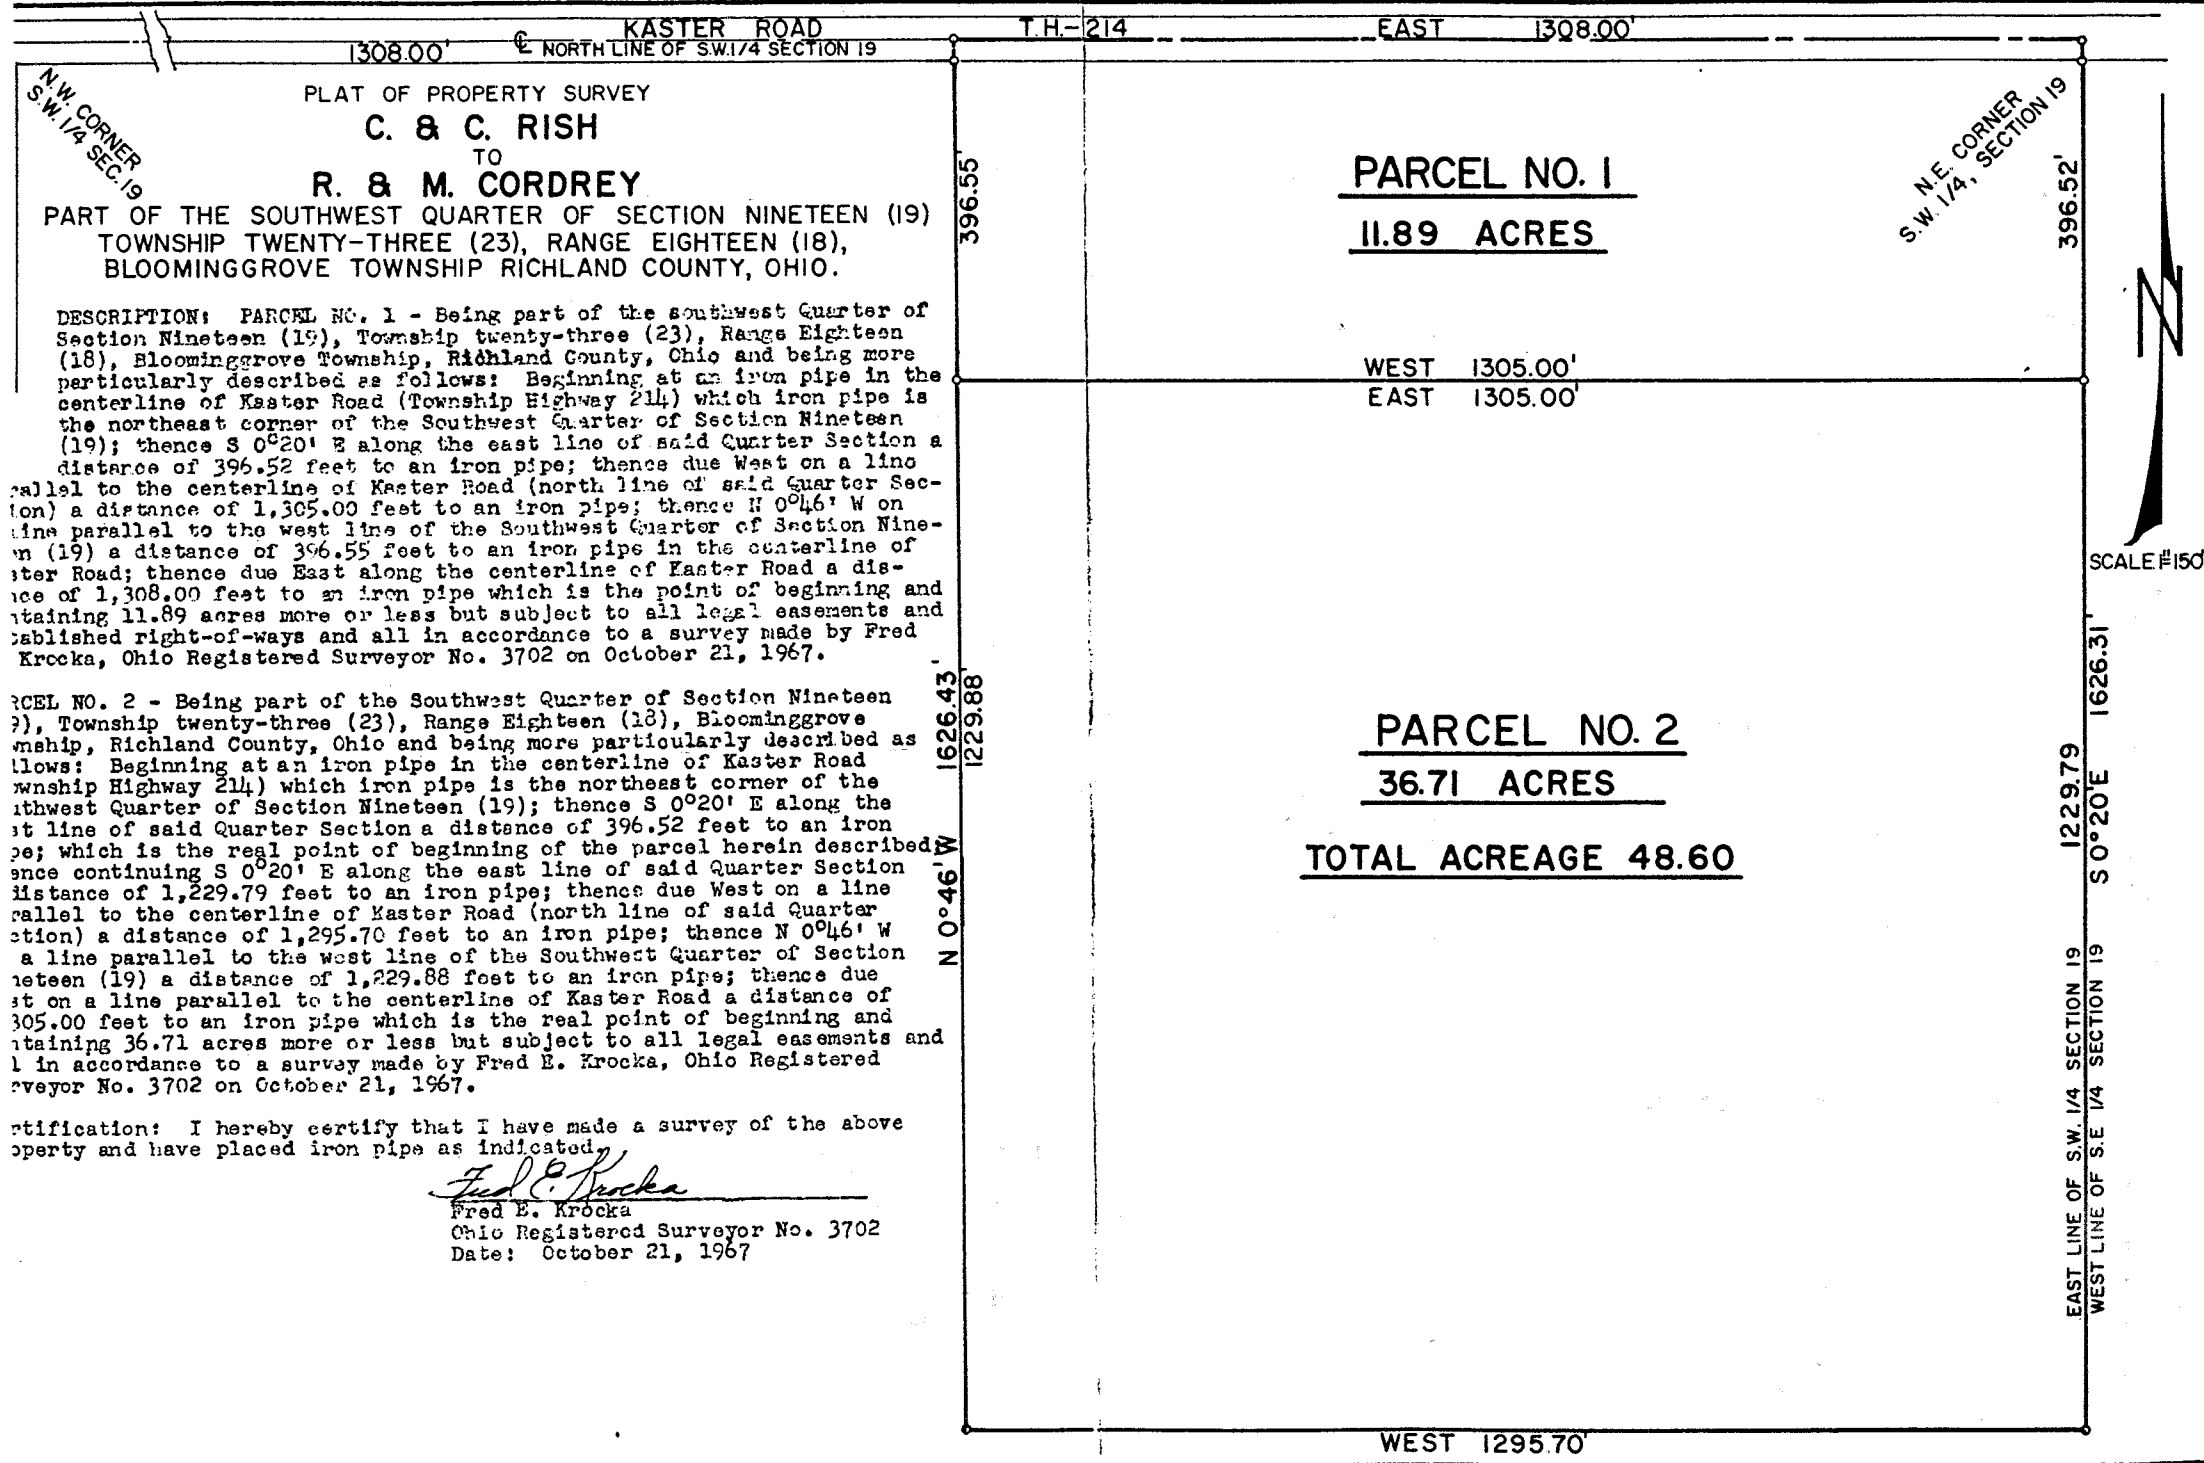 KASTER ROAD T.H.-214 EAST 1308.00'
1308.00' ℄ NORTH LINE OF S.W.1/4 SECTION 19
N.W. CORNER
S.W. 1/4 SEC. 19
PLAT OF PROPERTY SURVEY
C. & C. RISH
TO
R. & M. CORDREY
PART OF THE SOUTHWEST QUARTER OF SECTION NINETEEN (19)
TOWNSHIP TWENTY-THREE (23), RANGE EIGHTEEN (18),
BLOOMINGGROVE TOWNSHIP RICHLAND COUNTY, OHIO.
DESCRIPTION: PARCEL NO. 1 - Being part of the southwest Quarter of
Section Nineteen (19), Township twenty-three (23), Range Eighteen
(18), Bloominggrove Township, Ridhland County, Ohio and being more
particularly described as follows: Beginning at an iron pipe in the
centerline of Kaster Road (Township Highway 214) which iron pipe is
the northeast corner of the Southwest Quarter of Section Nineteen
(19); thence S 0°20' E along the east line of said Quarter Section a
distance of 396.52 feet to an iron pipe; thence due West on a line
rallel to the centerline of Kaster Road (north line of said Quarter Sec-
ion) a distance of 1,305.00 feet to an iron pipe; thence N 0°46' W on
line parallel to the west line of the Southwest Quarter of Section Nine-
en (19) a distance of 396.55 feet to an iron pipe in the centerline of
ster Road; thence due East along the centerline of Kaster Road a dis-
nce of 1,308.00 feet to an iron pipe which is the point of beginning and
ntaining 11.89 acres more or less but subject to all legal easements and
tablished right-of-ways and all in accordance to a survey made by Fred
Krocka, Ohio Registered Surveyor No. 3702 on October 21, 1967.
RCEL NO. 2 - Being part of the Southwest Quarter of Section Nineteen
9), Township twenty-three (23), Range Eighteen (18), Bloominggrove
wnship, Richland County, Ohio and being more particularly described as
llows: Beginning at an iron pipe in the centerline of Kaster Road
ownship Highway 214) which iron pipe is the northeast corner of the
uthwest Quarter of Section Nineteen (19); thence S 0°20' E along the
st line of said Quarter Section a distance of 396.52 feet to an iron
pe; which is the real point of beginning of the parcel herein described;
ence continuing S 0°20' E along the east line of said Quarter Section
distance of 1,229.79 feet to an iron pipe; thence due West on a line
rallel to the centerline of Kaster Road (north line of said Quarter
ction) a distance of 1,295.70 feet to an iron pipe; thence N 0°46' W
a line parallel to the west line of the Southwest Quarter of Section
neteen (19) a distance of 1,229.88 feet to an iron pipe; thence due
st on a line parallel to the centerline of Kaster Road a distance of
305.00 feet to an iron pipe which is the real point of beginning and
ntaining 36.71 acres more or less but subject to all legal easements and
l in accordance to a survey made by Fred E. Krocka, Ohio Registered
rveyor No. 3702 on October 21, 1967.
rtification: I hereby certify that I have made a survey of the above
operty and have placed iron pipe as indicated.
Fred E. Krocka
Fred E. Krocka
Ohio Registered Surveyor No. 3702
Date: October 21, 1967
396.55'
PARCEL NO. 1
11.89 ACRES
N.E. CORNER
S.W. 1/4, SECTION 19
396.52'
N
WEST 1305.00'
EAST 1305.00'
SCALE 1"=150'
N 0°46' W 1626.43'
1229.88'
PARCEL NO. 2
36.71 ACRES
TOTAL ACREAGE 48.60
1229.79
S 0°20'E 1626.31'
EAST LINE OF S.W. 1/4 SECTION 19
WEST LINE OF S.E 1/4 SECTION 19
WEST 1295.70'